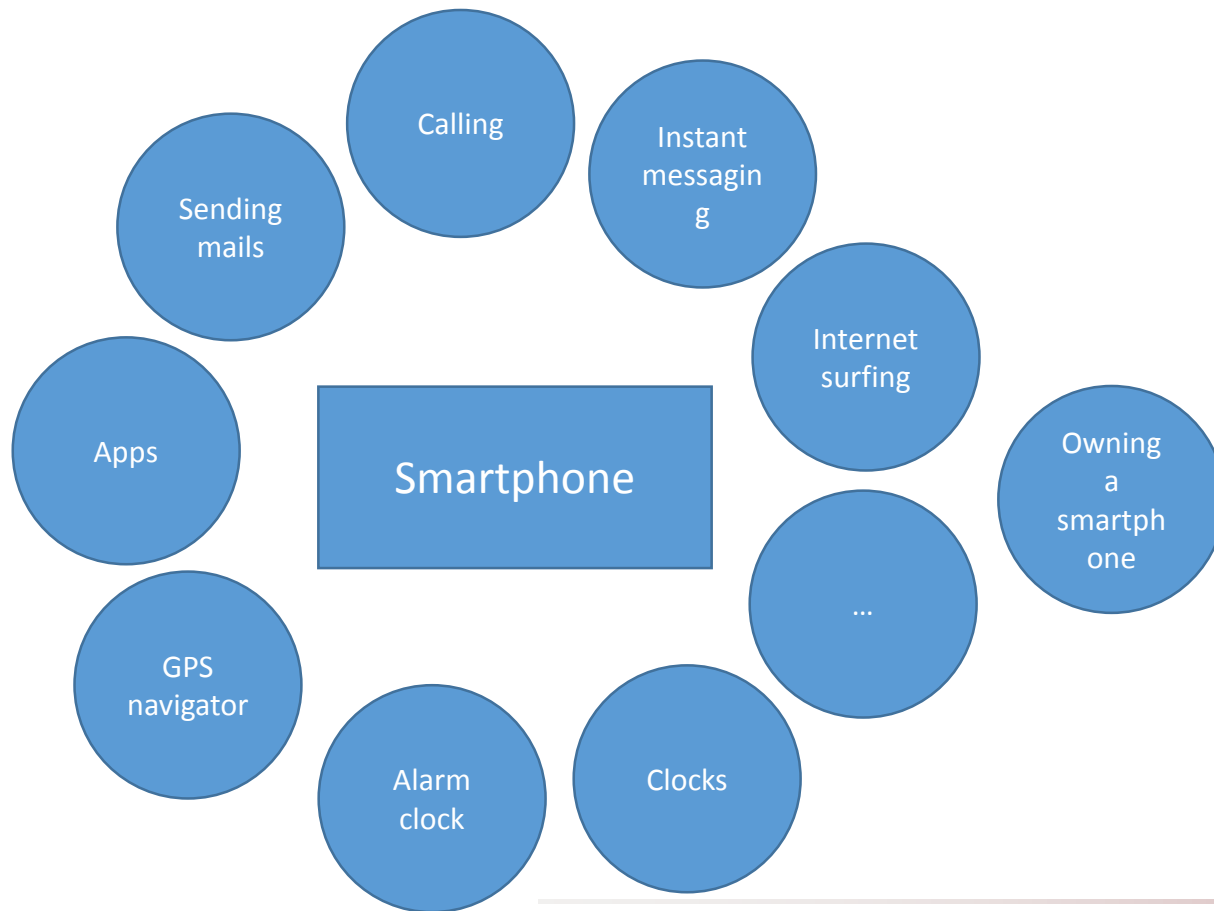 Calling
Instant
messagin
g
Sending
mails
Internet
surfing
Apps
Smartphone
Owning
a
smartph
one
...
GPS
navigator
Alarm
clock
Clocks